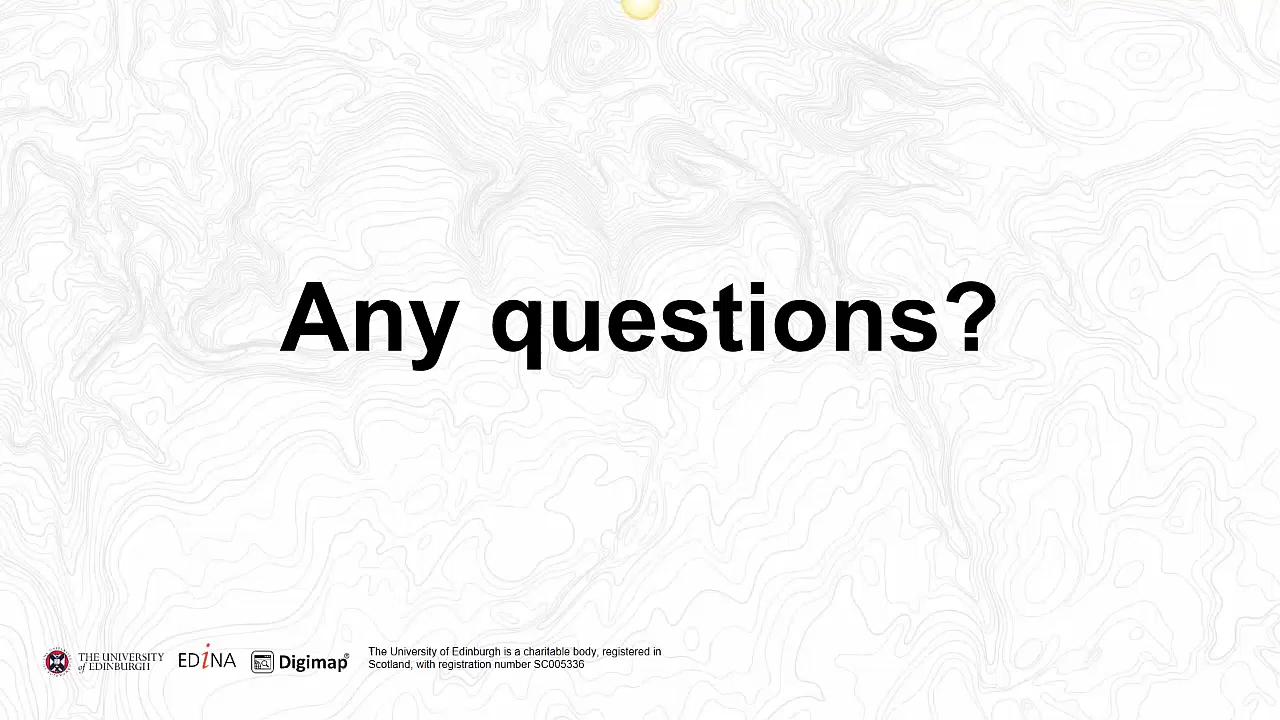 Any questions?
THE UNIVERSITY
of EDINBURGH
EDiNA
Digimap®
The University of Edinburgh is a charitable body, registered in
Scotland, with registration number SC005336